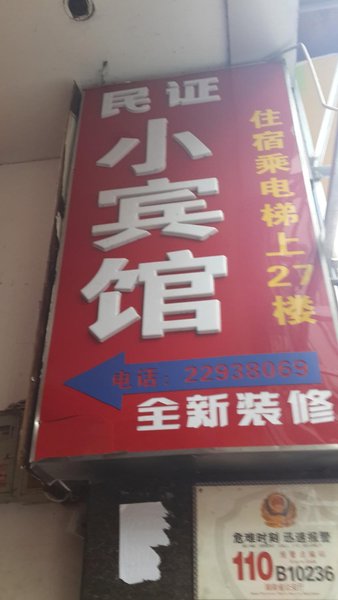 民证
小宾馆
住宿乘电梯上27楼
电话：22938069
全新装修
危难时刻 迅速报警
110 B10236